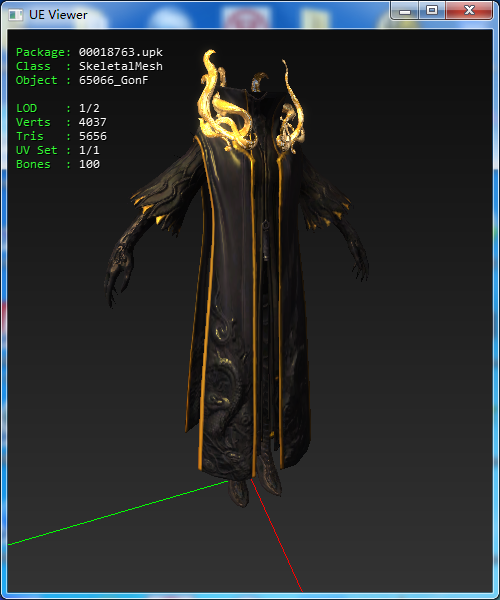 UE Viewer
Package: 00018763.upk
Class  : SkeletalMesh
Object : 65066_GonF
LOD    : 1/2
Verts  : 4037
Tris   : 5656
UV Set : 1/1
Bones  : 100